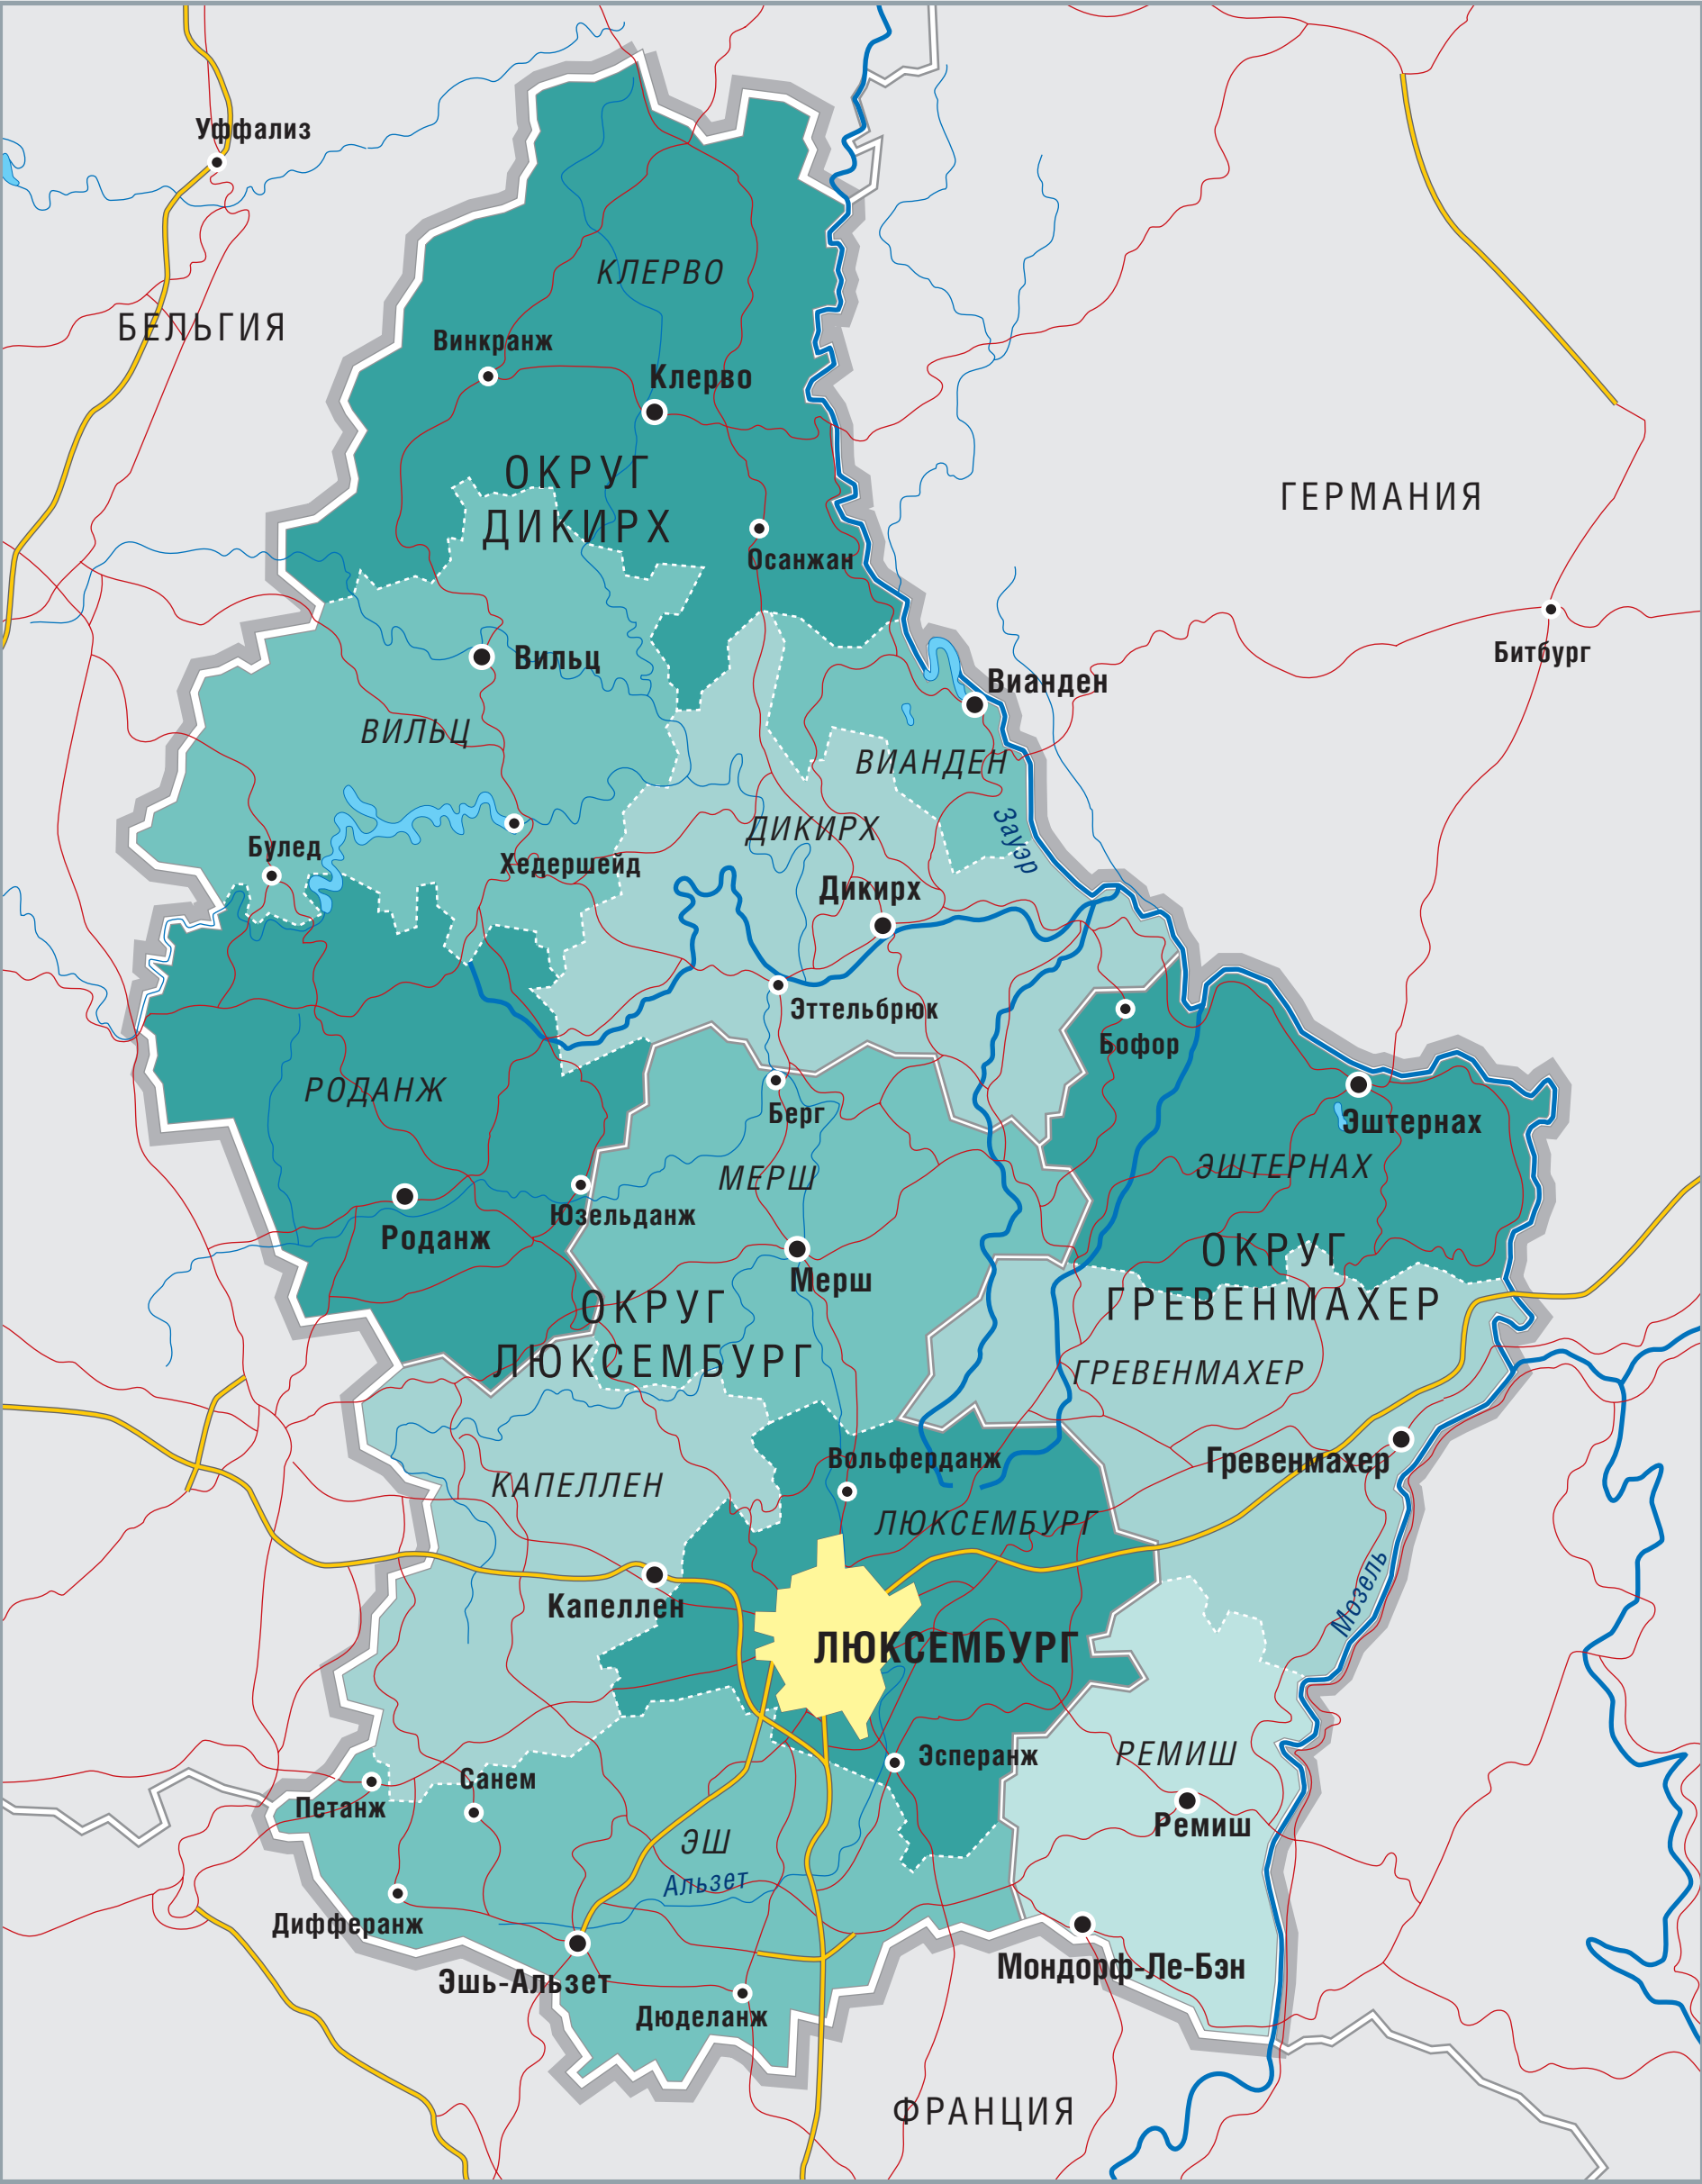 Уффализ
КЛЕРВО
БЕЛЬГИЯ
Винкранж
Клерво
ОКРУГ
ДИКИРХ
ГЕРМАНИЯ
Осанжан
Битбург
Вильц
Вианден
ВИЛЬЦ
ВИАНДЕН
ДИКИРХ
Зауэр
Булед
Хедершейд
Дикирх
Эттельбрюк
Бофор
РОДАНЖ
Берг
Эштернах
МЕРШ
ЭШТЕРНАХ
Юзельданж
Роданж
Мерш
ОКРУГ
ГРЕВЕНМАХЕР
ОКРУГ
ЛЮКСЕМБУРГ
ГРЕВЕНМАХЕР
Вольферданж
Гревенмахер
КАПЕЛЛЕН
ЛЮКСЕМБУРГ
Капеллен
Мозель
ЛЮКСЕМБУРГ
Эсперанж
РЕМИШ
Санем
Петанж
Ремиш
ЭШ
Альзет
Дифферанж
Мондорф-Ле-Бэн
Эшь-Альзет
Дюделанж
ФРАНЦИЯ